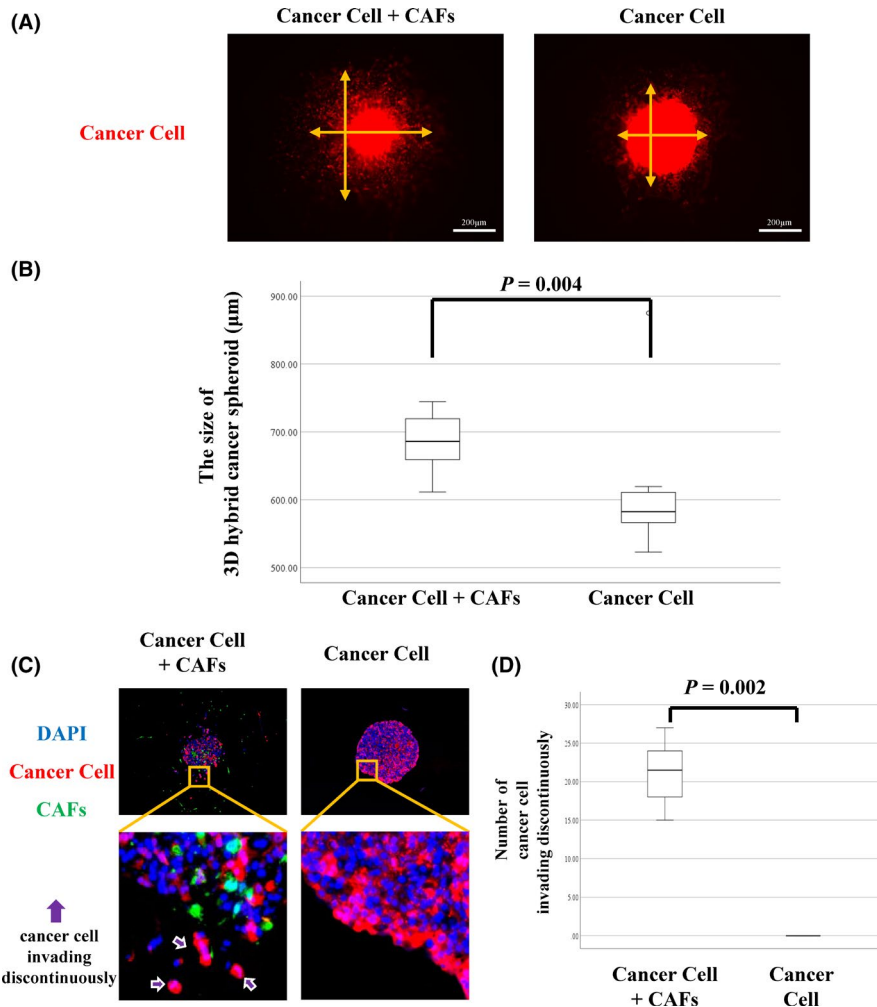 (A)
Cancer Cell + CAFs
Cancer Cell
Cancer Cell
200μm
200μm
(B)
P = 0.004
The size of
3D hybrid cancer spheroid (μm)
900.00
800.00
700.00
600.00
500.00
Cancer Cell + CAFs
Cancer Cell
(C)
Cancer Cell
+ CAFs
Cancer Cell
DAPI
Cancer Cell
CAFs
cancer cell
invading
discontinuously
(D)
P = 0.002
Number of
cancer cell
invading discontinuously
30.00
25.00
20.00
15.00
10.00
5.00
.00
Cancer Cell
+ CAFs
Cancer
Cell